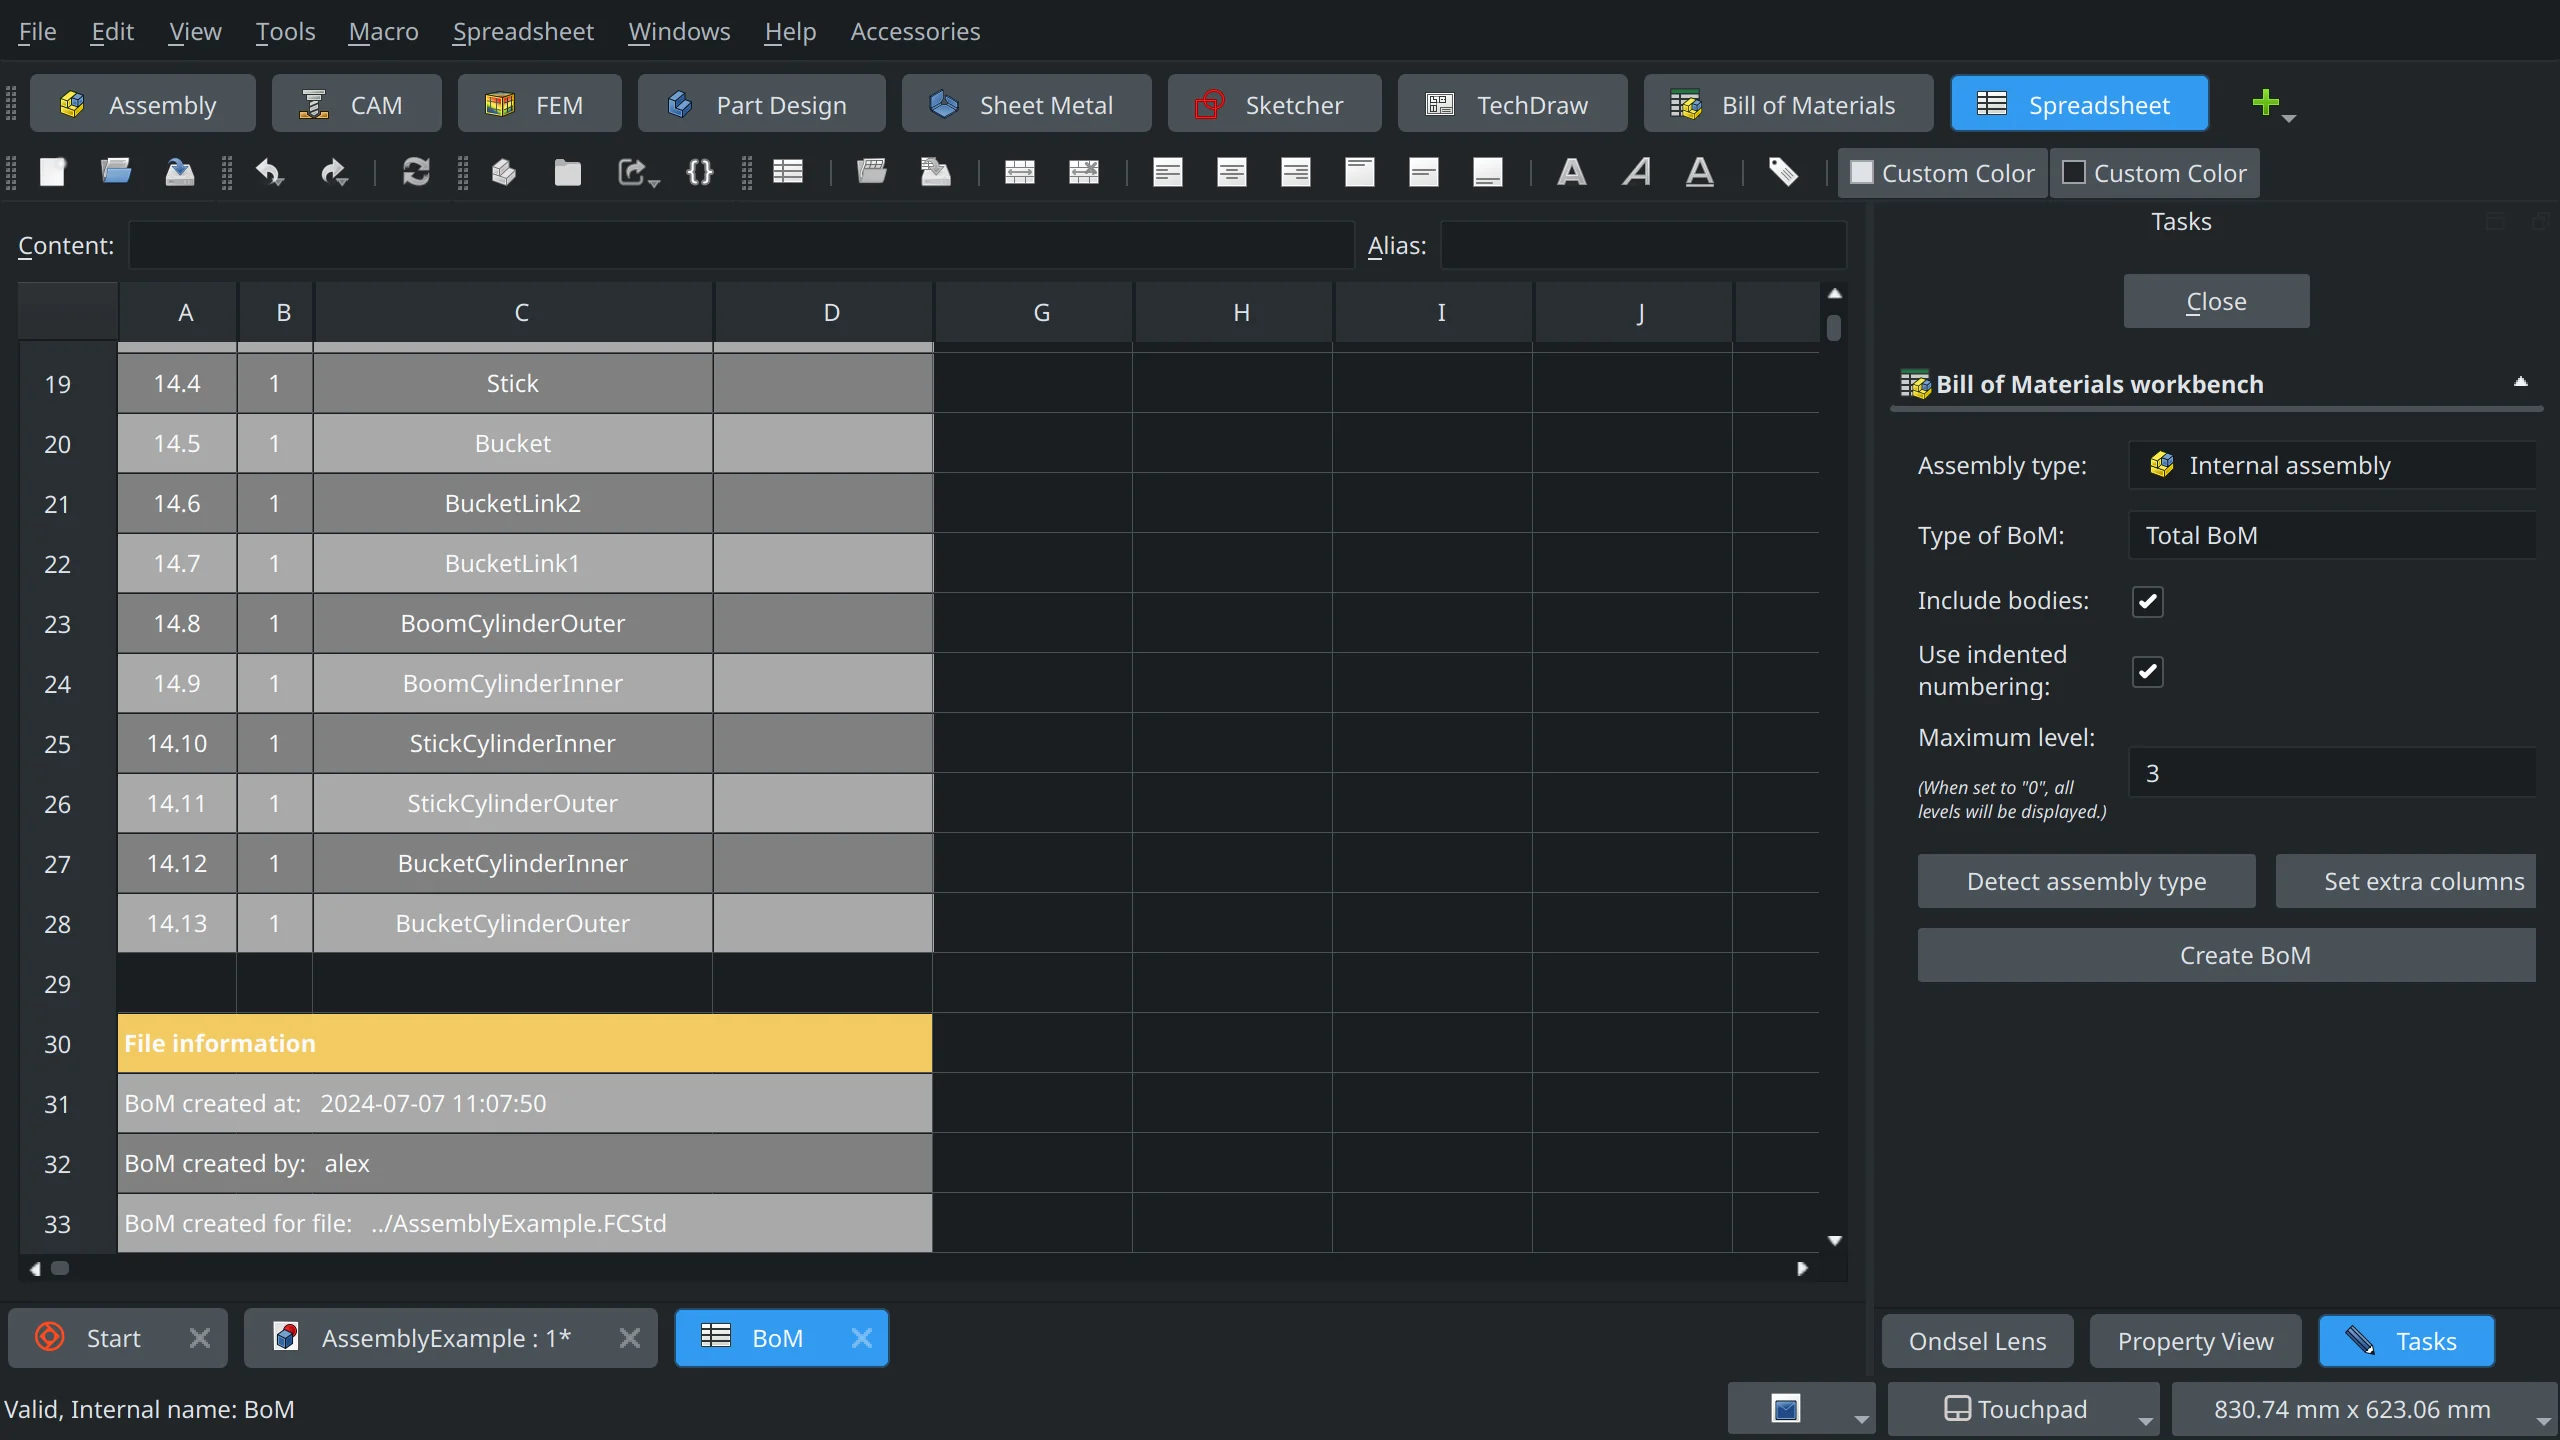 File Edit View Tools Macro Spreadsheet Windows Help Accessories
Assembly CAM FEM Part Design Sheet Metal Sketcher TechDraw Bill of Materials Spreadsheet
Custom Color Custom Color
Content: Alias:
Tasks
Close
A B C D G H I J
19 14.4 1 Stick
20 14.5 1 Bucket
21 14.6 1 BucketLink2
22 14.7 1 BucketLink1
23 14.8 1 BoomCylinderOuter
24 14.9 1 BoomCylinderInner
25 14.10 1 StickCylinderInner
26 14.11 1 StickCylinderOuter
27 14.12 1 BucketCylinderInner
28 14.13 1 BucketCylinderOuter
29
30 File information
31 BoM created at: 2024-07-07 11:07:50
32 BoM created by: alex
33 BoM created for file: ../AssemblyExample.FCStd
Bill of Materials workbench
Assembly type: Internal assembly
Type of BoM: Total BoM
Include bodies:
Use indented
numbering:
Maximum level:
3
(When set to "0", all
levels will be displayed.)
Detect assembly type Set extra columns
Create BoM
Start AssemblyExample : 1* BoM
Ondsel Lens Property View Tasks
Valid, Internal name: BoM
Touchpad 830.74 mm x 623.06 mm